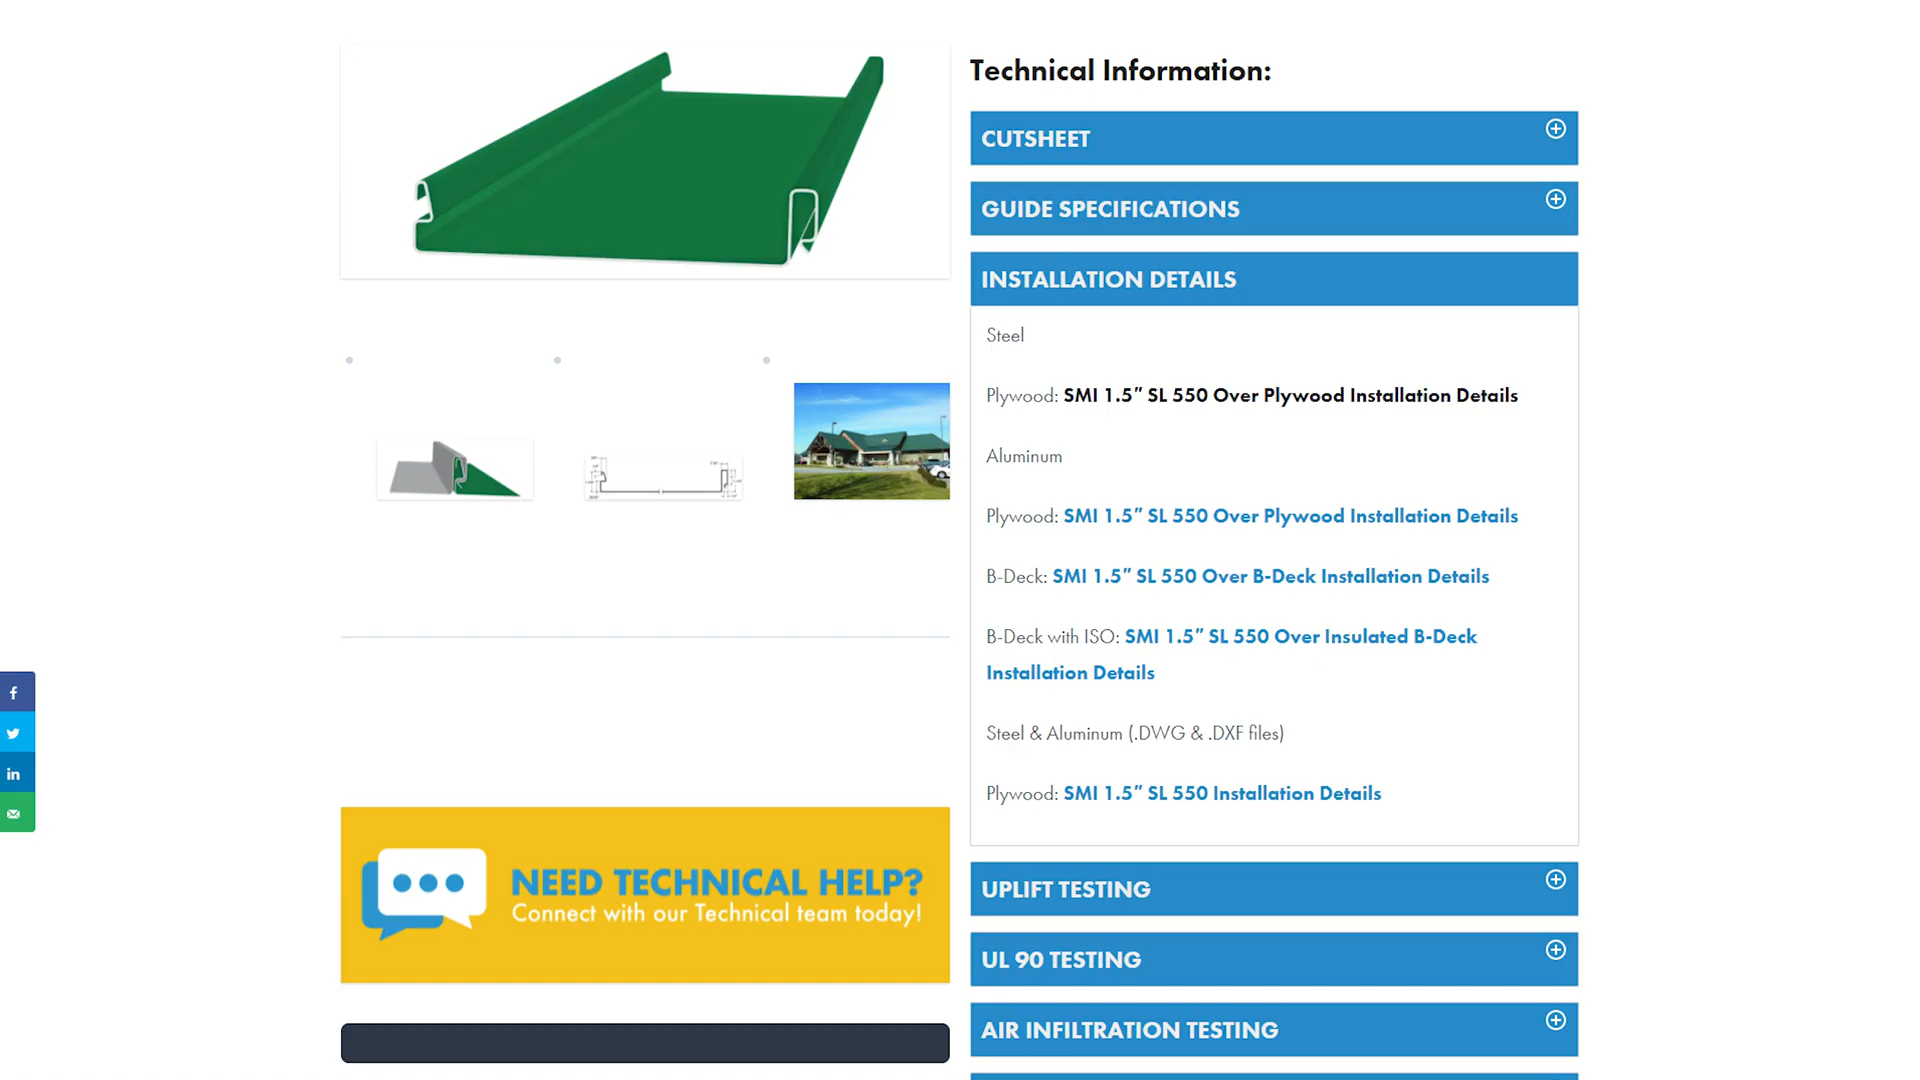 Technical Information:
CUTSHEET
GUIDE SPECIFICATIONS
INSTALLATION DETAILS
Steel
Plywood: SMI 1.5″ SL 550 Over Plywood Installation Details
Aluminum
Plywood: SMI 1.5″ SL 550 Over Plywood Installation Details
B-Deck: SMI 1.5″ SL 550 Over B-Deck Installation Details
B-Deck with ISO: SMI 1.5″ SL 550 Over Insulated B-Deck
Installation Details
Steel & Aluminum (.DWG & .DXF files)
Plywood: SMI 1.5″ SL 550 Installation Details
UPLIFT TESTING
UL 90 TESTING
AIR INFILTRATION TESTING
NEED TECHNICAL HELP?
Connect with our Technical team today!